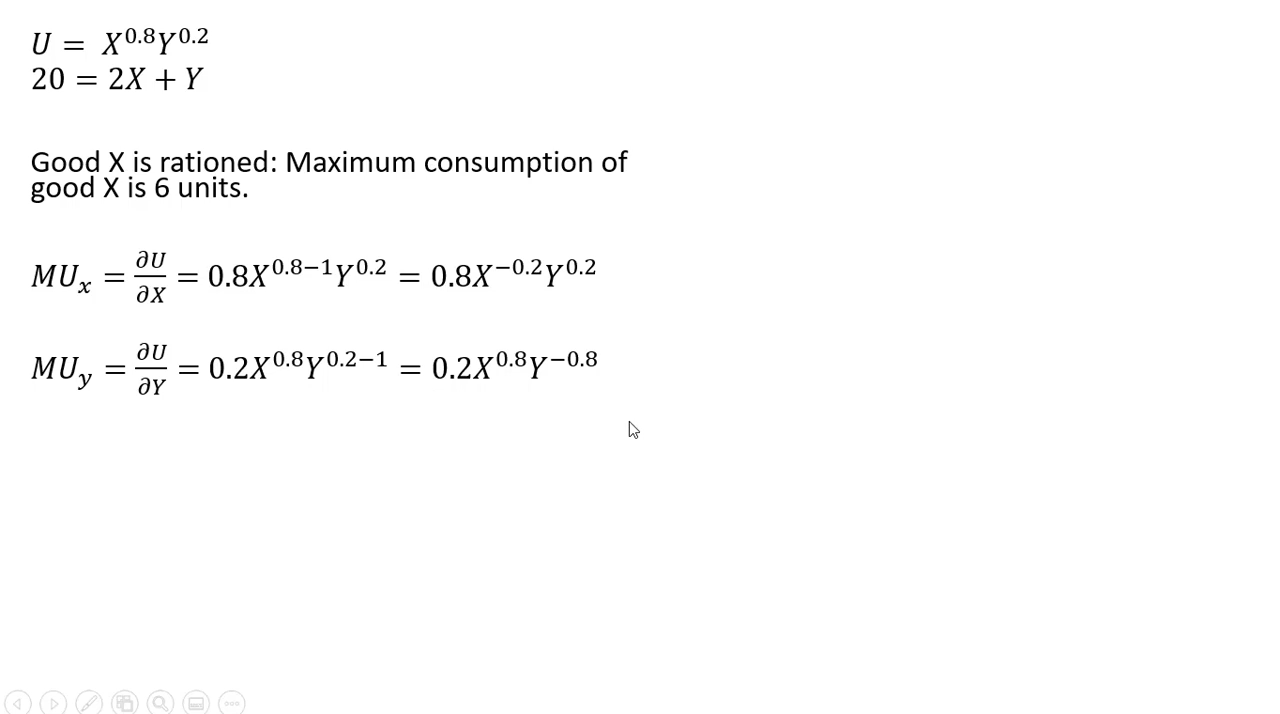 U = X^0.8 Y^0.2
20 = 2X + Y
Good X is rationed: Maximum consumption of
good X is 6 units.
MU_x = ∂U/∂X = 0.8X^(0.8−1) Y^0.2 = 0.8X^(−0.2) Y^0.2
MU_y = ∂U/∂Y = 0.2X^0.8 Y^(0.2−1) = 0.2X^0.8 Y^(−0.8)